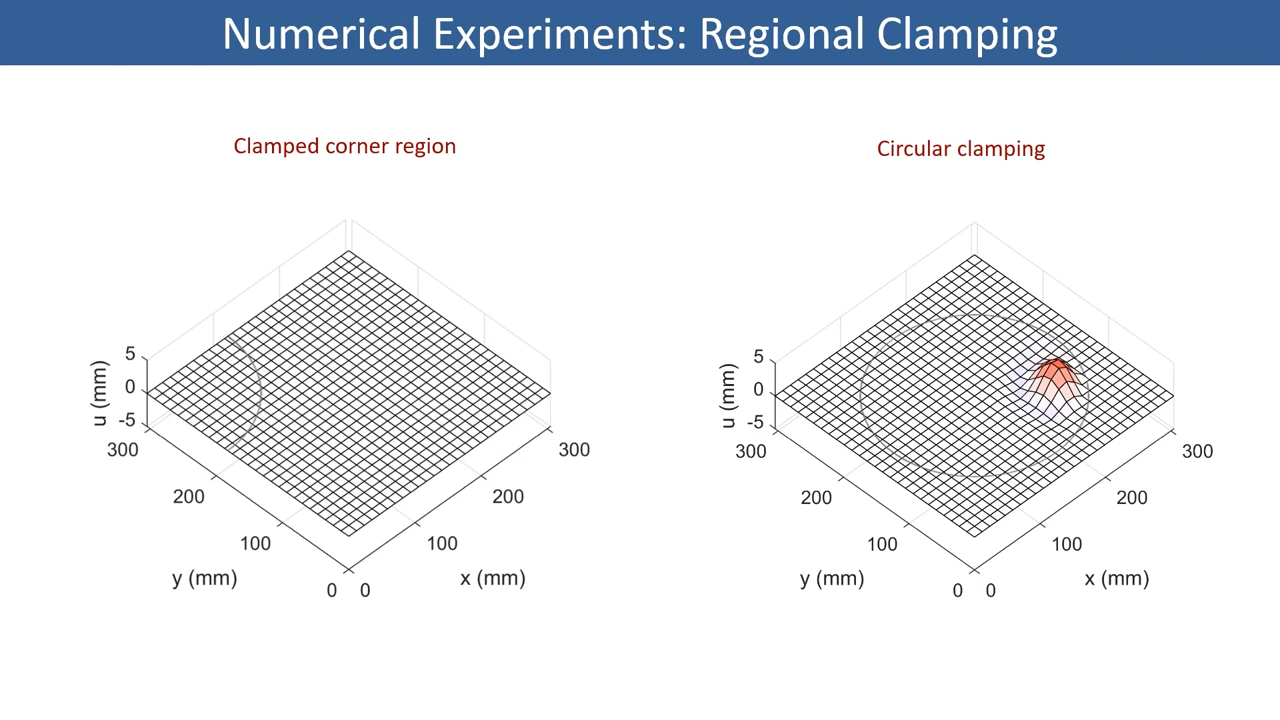 Numerical Experiments: Regional Clamping
Clamped corner region
5
0
-5
u (mm)
300
200
100
0
y (mm)
0
100
200
300
x (mm)
Circular clamping
5
0
-5
u (mm)
300
200
100
0
y (mm)
0
100
200
300
x (mm)